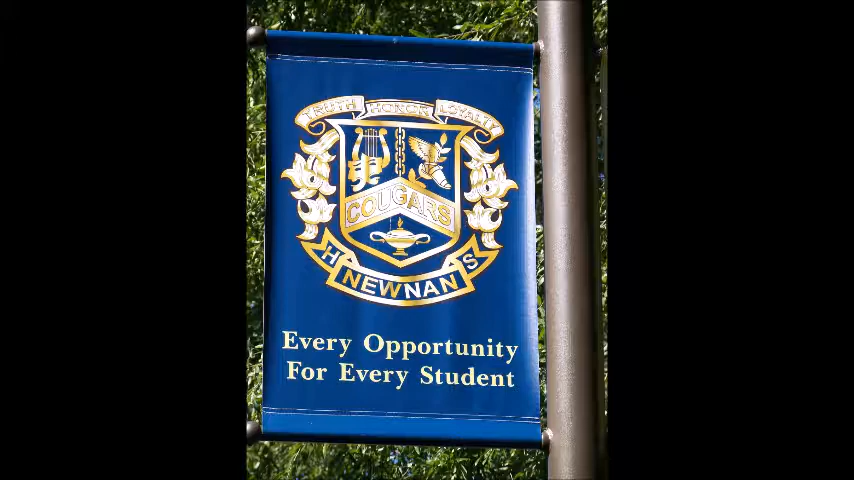 TRUTH HONOR LOYALTY
COUGARS
H NEWNAN S
Every Opportunity
For Every Student